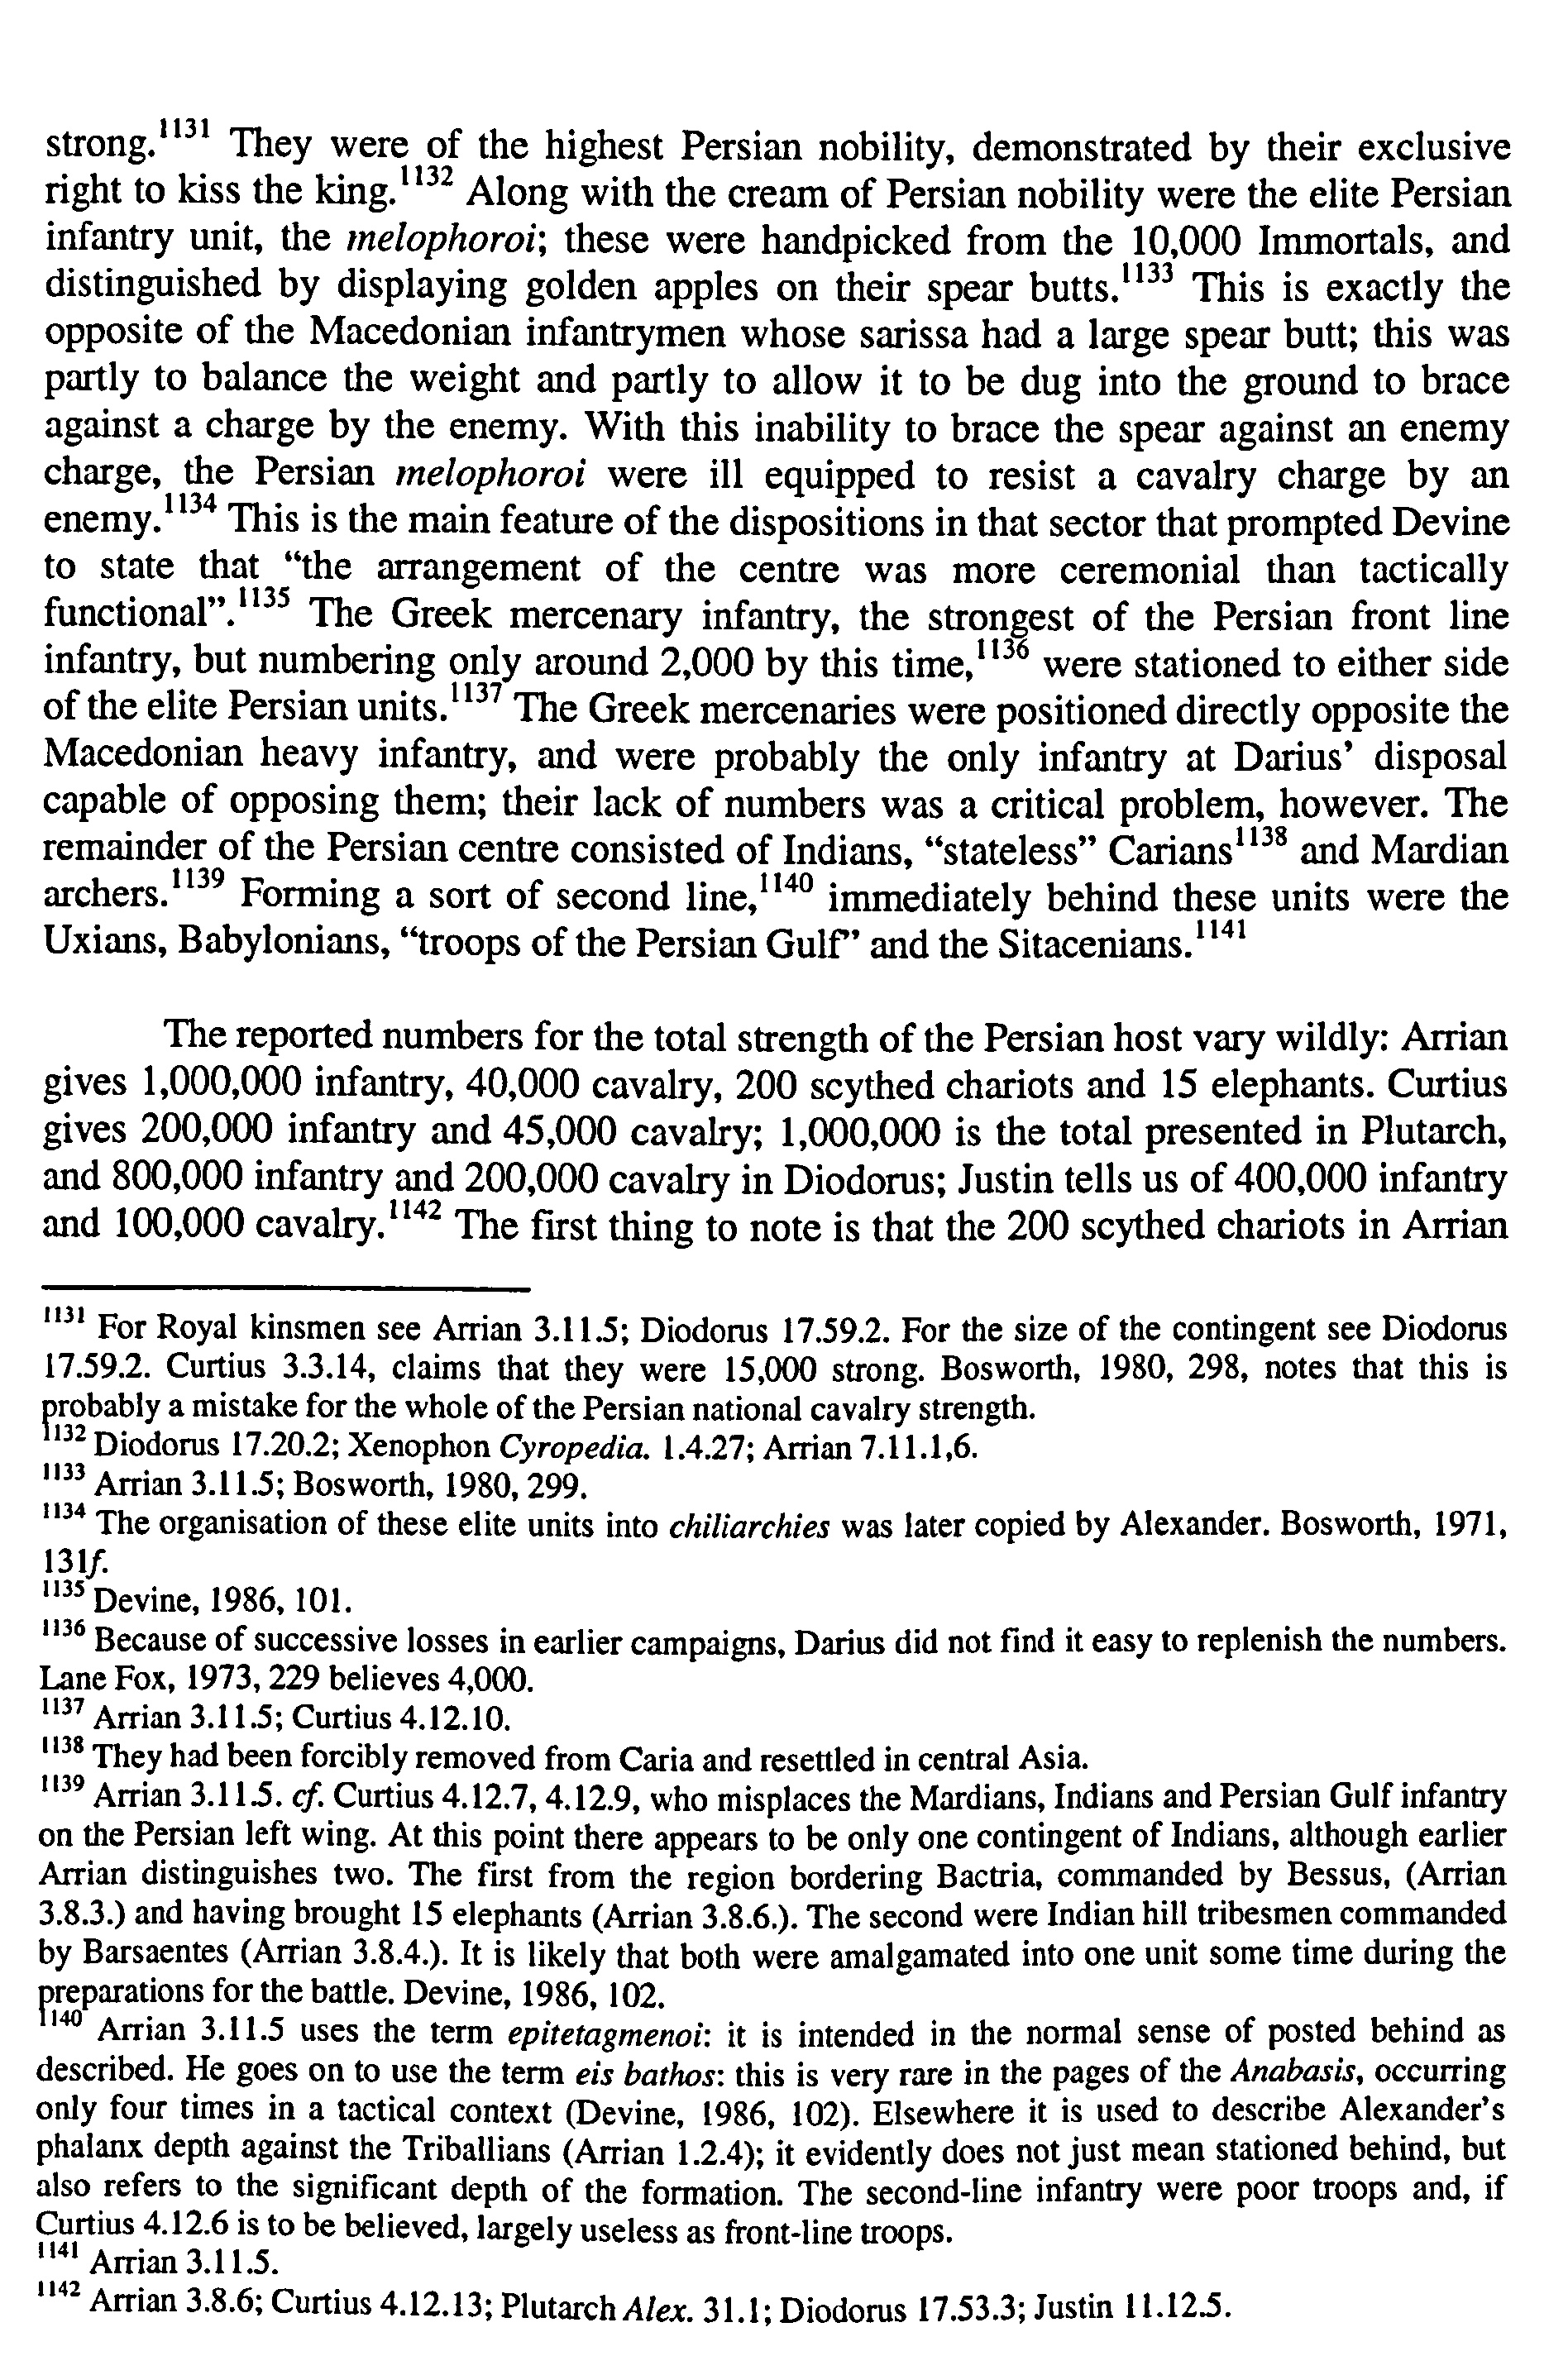 strong.1131 They were of the highest Persian nobility, demonstrated by their exclusive
right to kiss the king.1132 Along with the cream of Persian nobility were the elite Persian
infantry unit, the melophoroi; these were handpicked from the 10,000 Immortals, and
distinguished by displaying golden apples on their spear butts.1133 This is exactly the
opposite of the Macedonian infantrymen whose sarissa had a large spear butt; this was
partly to balance the weight and partly to allow it to be dug into the ground to brace
against a charge by the enemy. With this inability to brace the spear against an enemy
charge, the Persian melophoroi were ill equipped to resist a cavalry charge by an
enemy.1134 This is the main feature of the dispositions in that sector that prompted Devine
to state that “the arrangement of the centre was more ceremonial than tactically
functional”.1135 The Greek mercenary infantry, the strongest of the Persian front line
infantry, but numbering only around 2,000 by this time,1136 were stationed to either side
of the elite Persian units.1137 The Greek mercenaries were positioned directly opposite the
Macedonian heavy infantry, and were probably the only infantry at Darius’ disposal
capable of opposing them; their lack of numbers was a critical problem, however. The
remainder of the Persian centre consisted of Indians, “stateless” Carians1138 and Mardian
archers.1139 Forming a sort of second line,1140 immediately behind these units were the
Uxians, Babylonians, “troops of the Persian Gulf” and the Sitacenians.1141
The reported numbers for the total strength of the Persian host vary wildly: Arrian
gives 1,000,000 infantry, 40,000 cavalry, 200 scythed chariots and 15 elephants. Curtius
gives 200,000 infantry and 45,000 cavalry; 1,000,000 is the total presented in Plutarch,
and 800,000 infantry and 200,000 cavalry in Diodorus; Justin tells us of 400,000 infantry
and 100,000 cavalry.1142 The first thing to note is that the 200 scythed chariots in Arrian
1131 For Royal kinsmen see Arrian 3.11.5; Diodorus 17.59.2. For the size of the contingent see Diodorus
17.59.2. Curtius 3.3.14, claims that they were 15,000 strong. Bosworth, 1980, 298, notes that this is
probably a mistake for the whole of the Persian national cavalry strength.
1132 Diodorus 17.20.2; Xenophon Cyropedia. 1.4.27; Arrian 7.11.1,6.
1133 Arrian 3.11.5; Bosworth, 1980, 299.
1134 The organisation of these elite units into chiliarchies was later copied by Alexander. Bosworth, 1971,
131f.
1135 Devine, 1986, 101.
1136 Because of successive losses in earlier campaigns, Darius did not find it easy to replenish the numbers.
Lane Fox, 1973, 229 believes 4,000.
1137 Arrian 3.11.5; Curtius 4.12.10.
1138 They had been forcibly removed from Caria and resettled in central Asia.
1139 Arrian 3.11.5. cf. Curtius 4.12.7, 4.12.9, who misplaces the Mardians, Indians and Persian Gulf infantry
on the Persian left wing. At this point there appears to be only one contingent of Indians, although earlier
Arrian distinguishes two. The first from the region bordering Bactria, commanded by Bessus, (Arrian
3.8.3.) and having brought 15 elephants (Arrian 3.8.6.). The second were Indian hill tribesmen commanded
by Barsaentes (Arrian 3.8.4.). It is likely that both were amalgamated into one unit some time during the
preparations for the battle. Devine, 1986, 102.
1140 Arrian 3.11.5 uses the term epitetagmenoi: it is intended in the normal sense of posted behind as
described. He goes on to use the term eis bathos: this is very rare in the pages of the Anabasis, occurring
only four times in a tactical context (Devine, 1986, 102). Elsewhere it is used to describe Alexander’s
phalanx depth against the Triballians (Arrian 1.2.4); it evidently does not just mean stationed behind, but
also refers to the significant depth of the formation. The second-line infantry were poor troops and, if
Curtius 4.12.6 is to be believed, largely useless as front-line troops.
1141 Arrian 3.11.5.
1142 Arrian 3.8.6; Curtius 4.12.13; Plutarch Alex. 31.1; Diodorus 17.53.3; Justin 11.12.5.